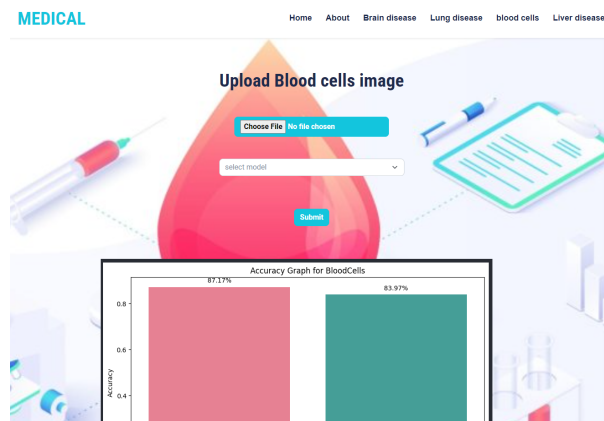 MEDICAL
Home About Brain disease Lung disease blood cells Liver disease
Upload Blood cells image
Choose File No file chosen
select model
Submit
Accuracy Graph for BloodCells
87.17%
83.97%
0.8
0.6
Accuracy
0.4